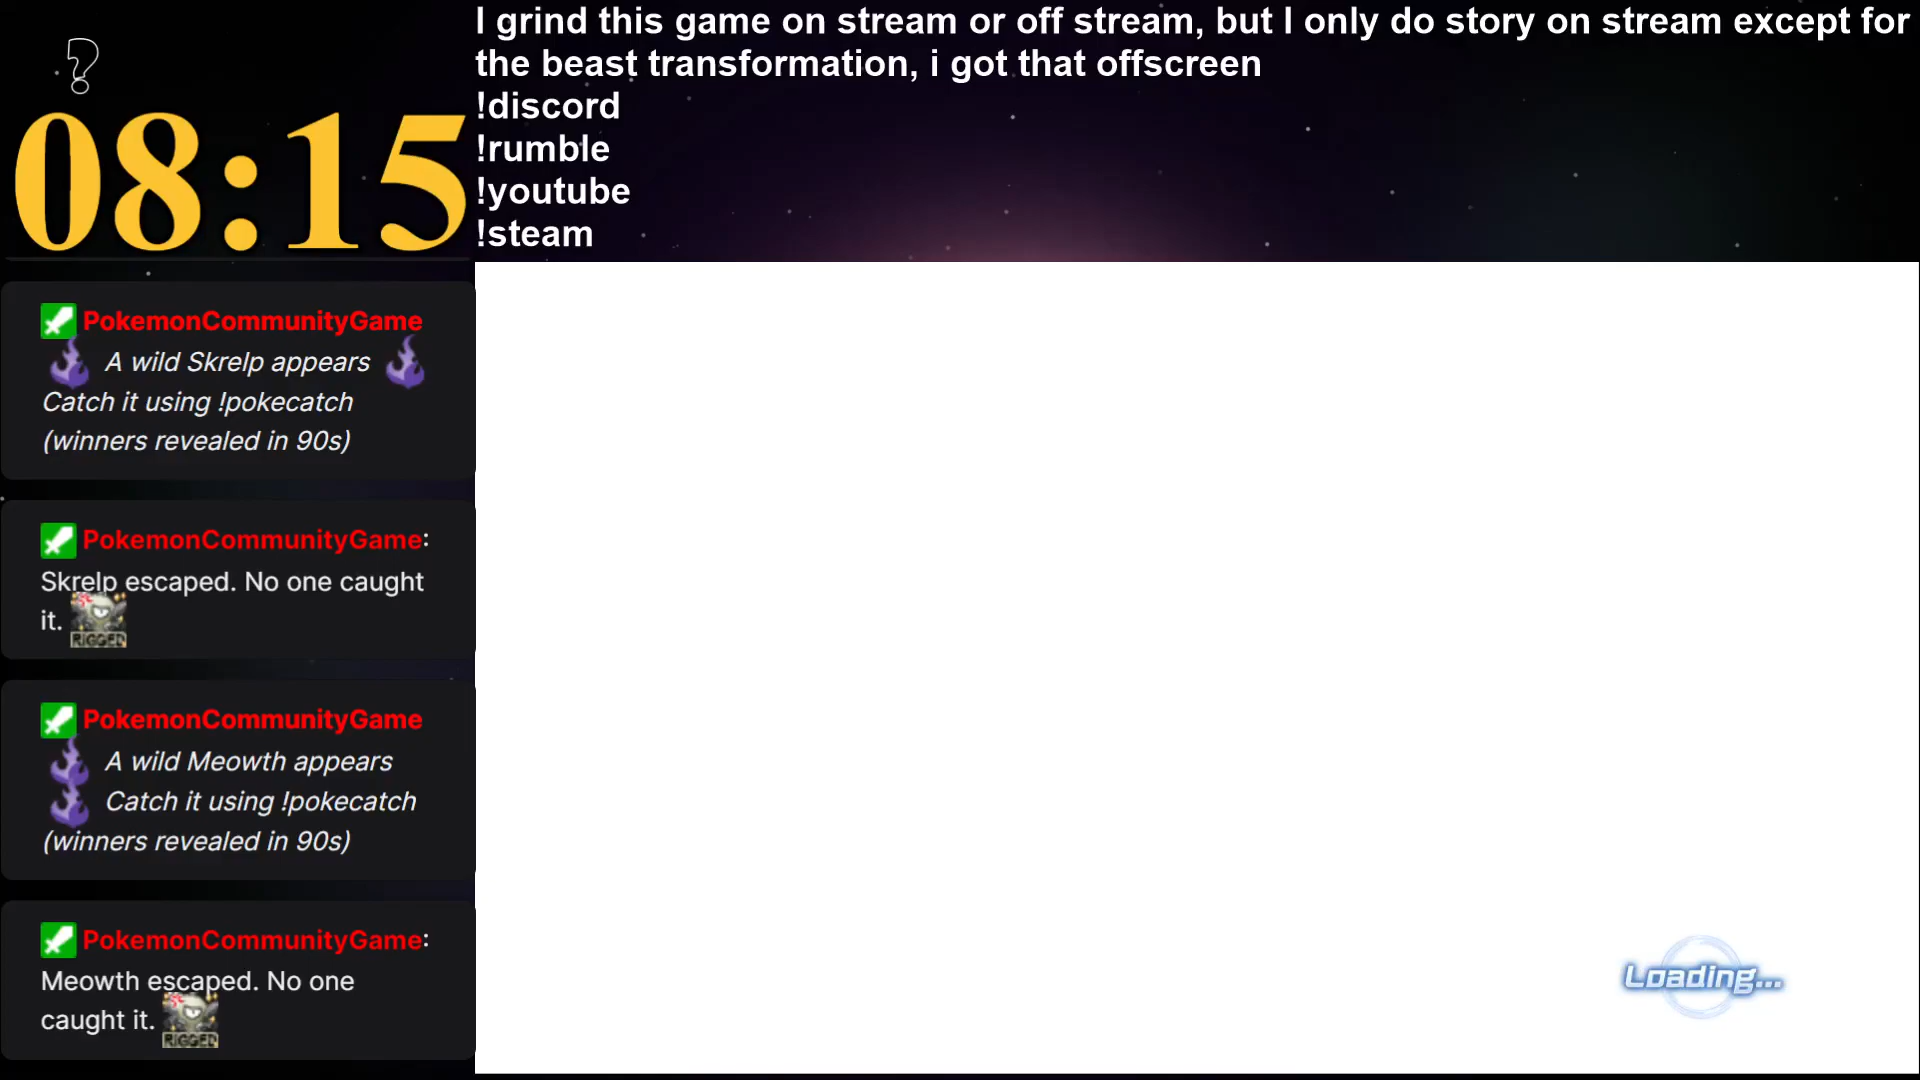 I grind this game on stream or off stream, but I only do story on stream except for
the beast transformation, i got that offscreen
!discord
!rumble
!youtube
!steam
?
08:15
PokemonCommunityGame
A wild Skrelp appears
Catch it using !pokecatch
(winners revealed in 90s)
PokemonCommunityGame:
Skrelp escaped. No one caught
it.
RIGGED
PokemonCommunityGame
A wild Meowth appears
Catch it using !pokecatch
(winners revealed in 90s)
PokemonCommunityGame:
Meowth escaped. No one
caught it.
RIGGED
Loading...